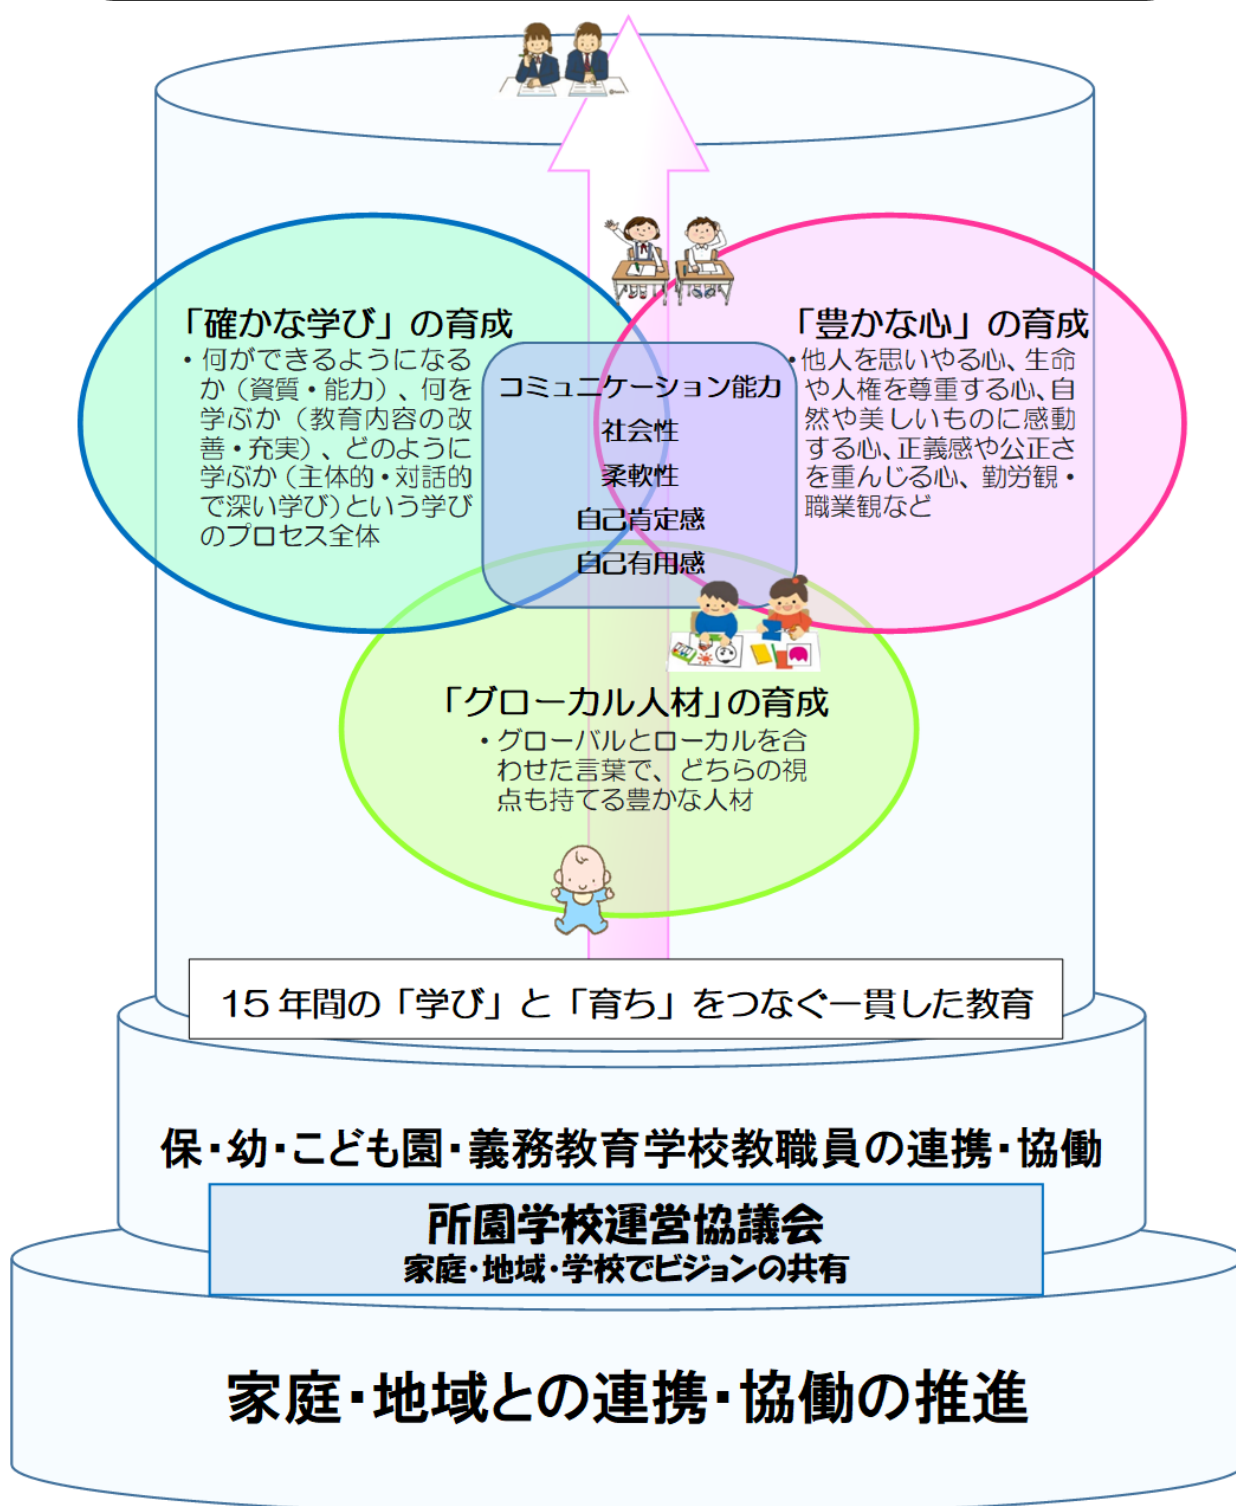 「確かな学び」の育成
・何ができるようになる
か（資質・能力）、何を
学ぶか（教育内容の改
善・充実）、どのように
学ぶか（主体的・対話的
で深い学び）という学び
のプロセス全体
「豊かな心」の育成
・他人を思いやる心、生命
や人権を尊重する心、自
然や美しいものに感動
する心、正義感や公正さ
を重んじる心、勤労観・
職業観など
コミュニケーション能力
社会性
柔軟性
自己肯定感
自己有用感
「グローカル人材」の育成
・グローバルとローカルを合
わせた言葉で、どちらの視
点も持てる豊かな人材
15年間の「学び」と「育ち」をつなぐ一貫した教育
保・幼・こども園・義務教育学校教職員の連携・協働
所園学校運営協議会
家庭・地域・学校でビジョンの共有
家庭・地域との連携・協働の推進